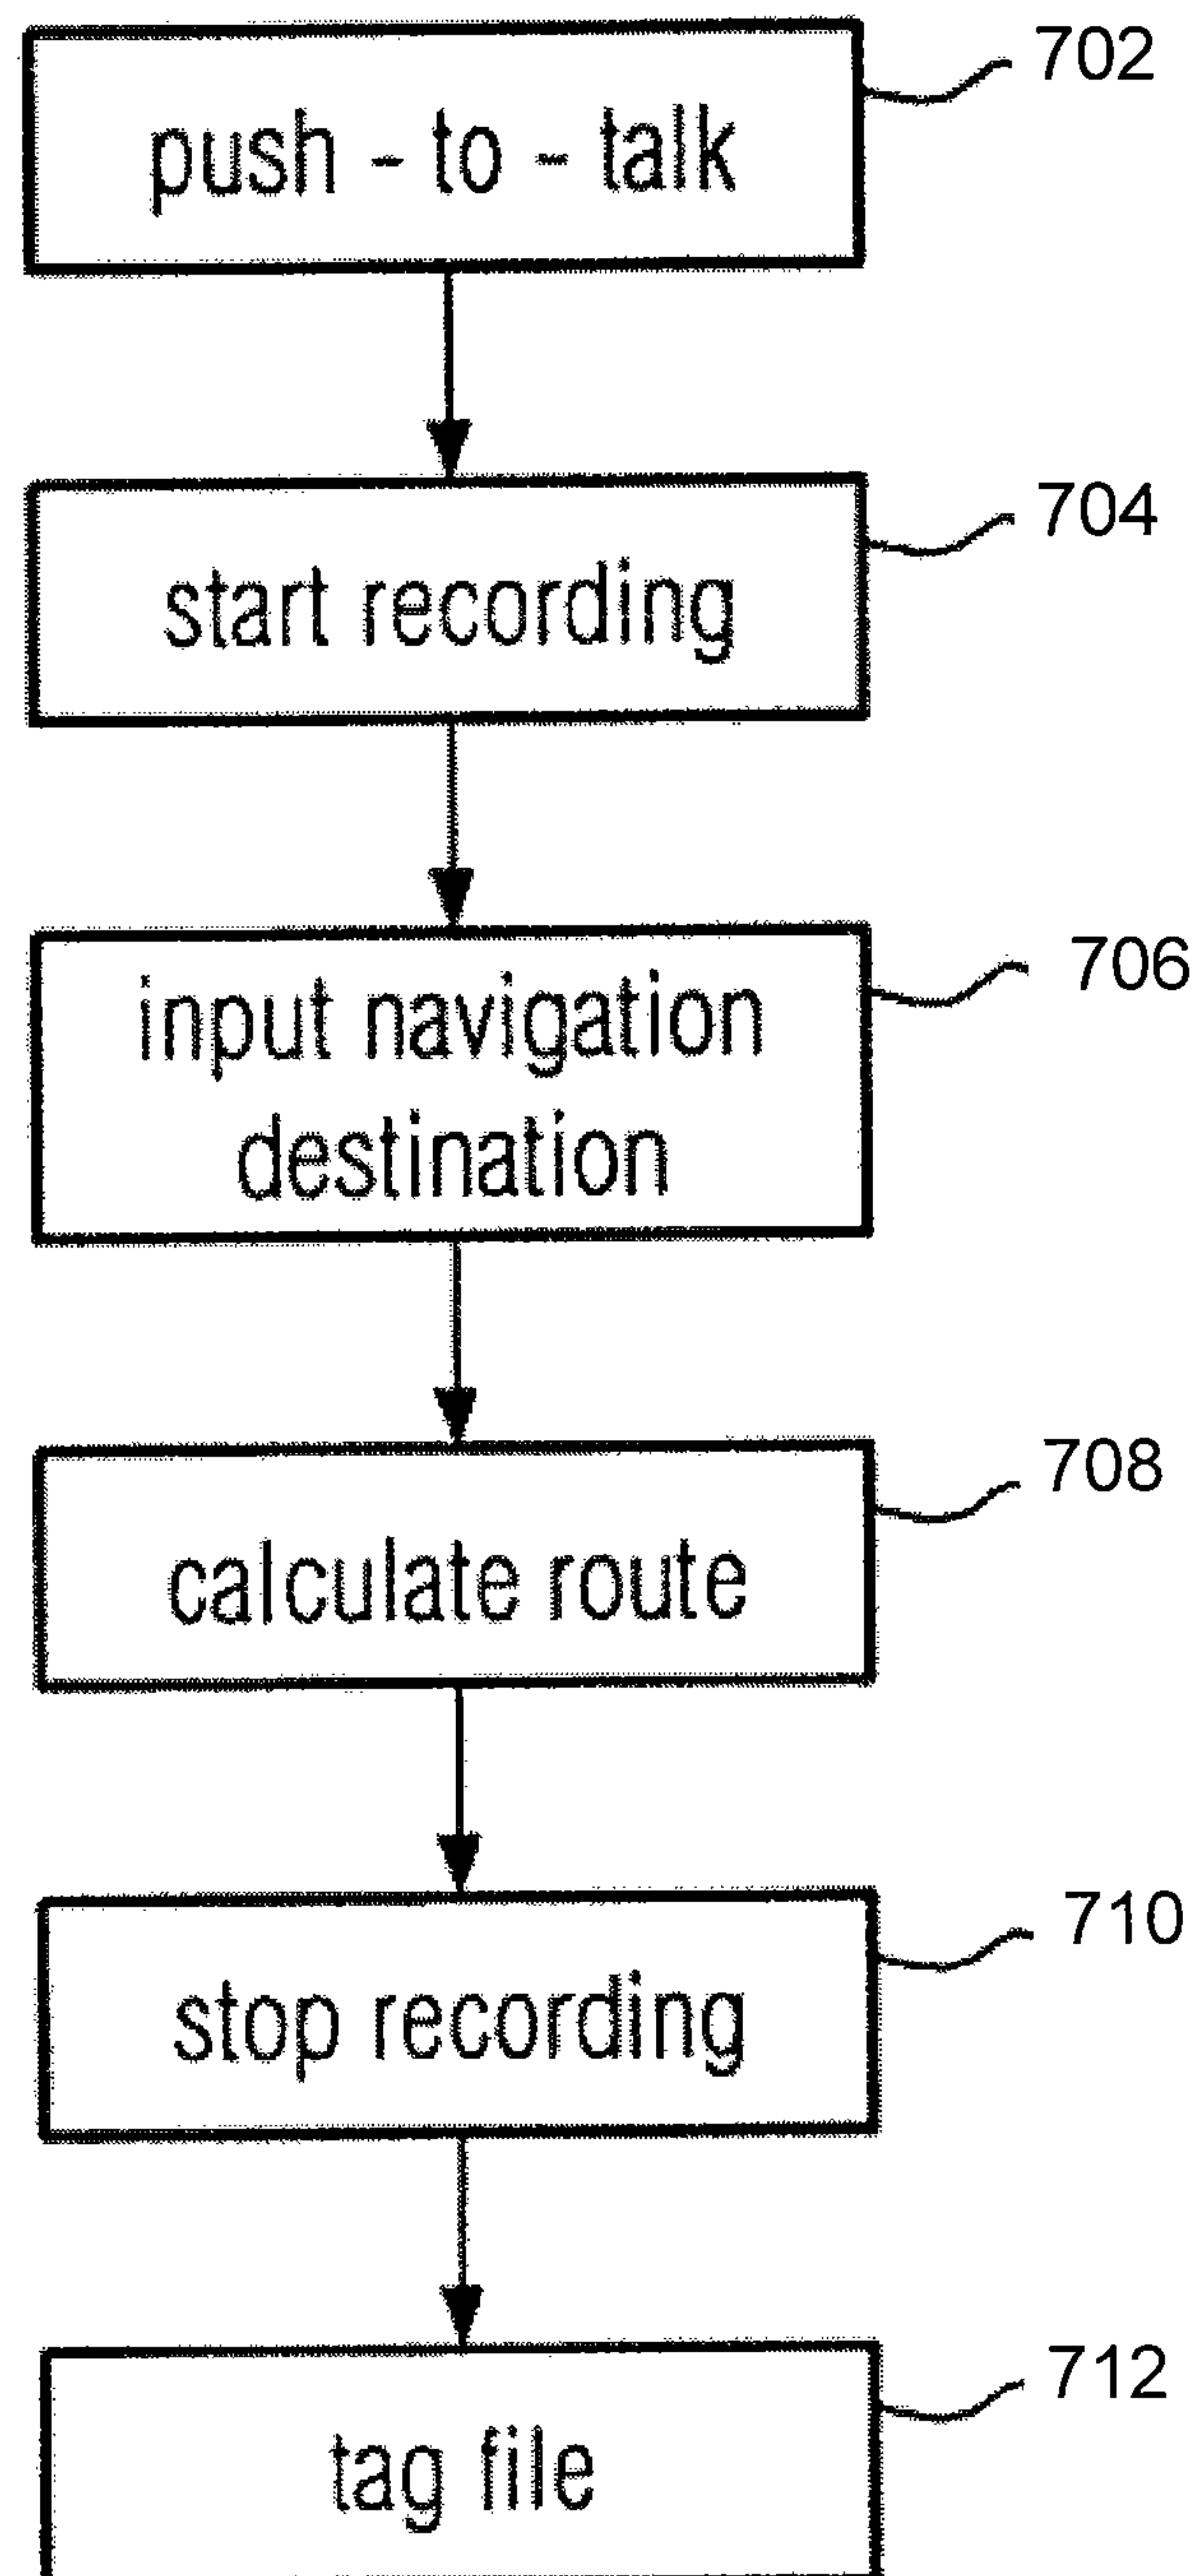 push - to - talk
702
start recording
704
input navigation
destination
706
calculate route
708
stop recording
710
tag file
712